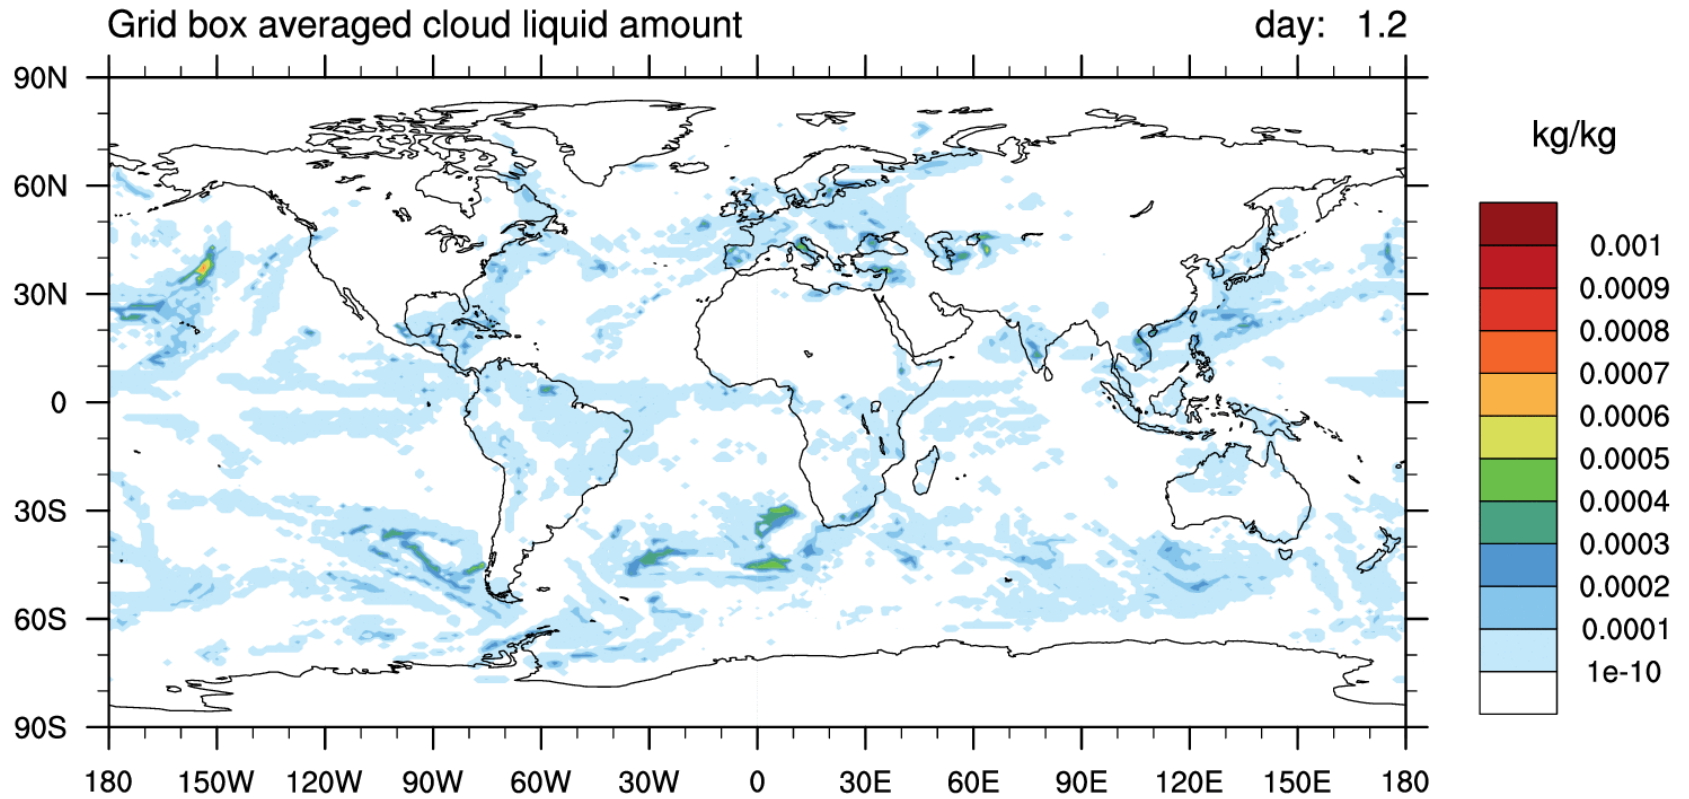 Grid box averaged cloud liquid amount day: 1.2
90N
60N
30N
0
30S
60S
90S
180 150W 120W 90W 60W 30W 0 30E 60E 90E 120E 150E 180
kg/kg
0.001
0.0009
0.0008
0.0007
0.0006
0.0005
0.0004
0.0003
0.0002
0.0001
1e-10